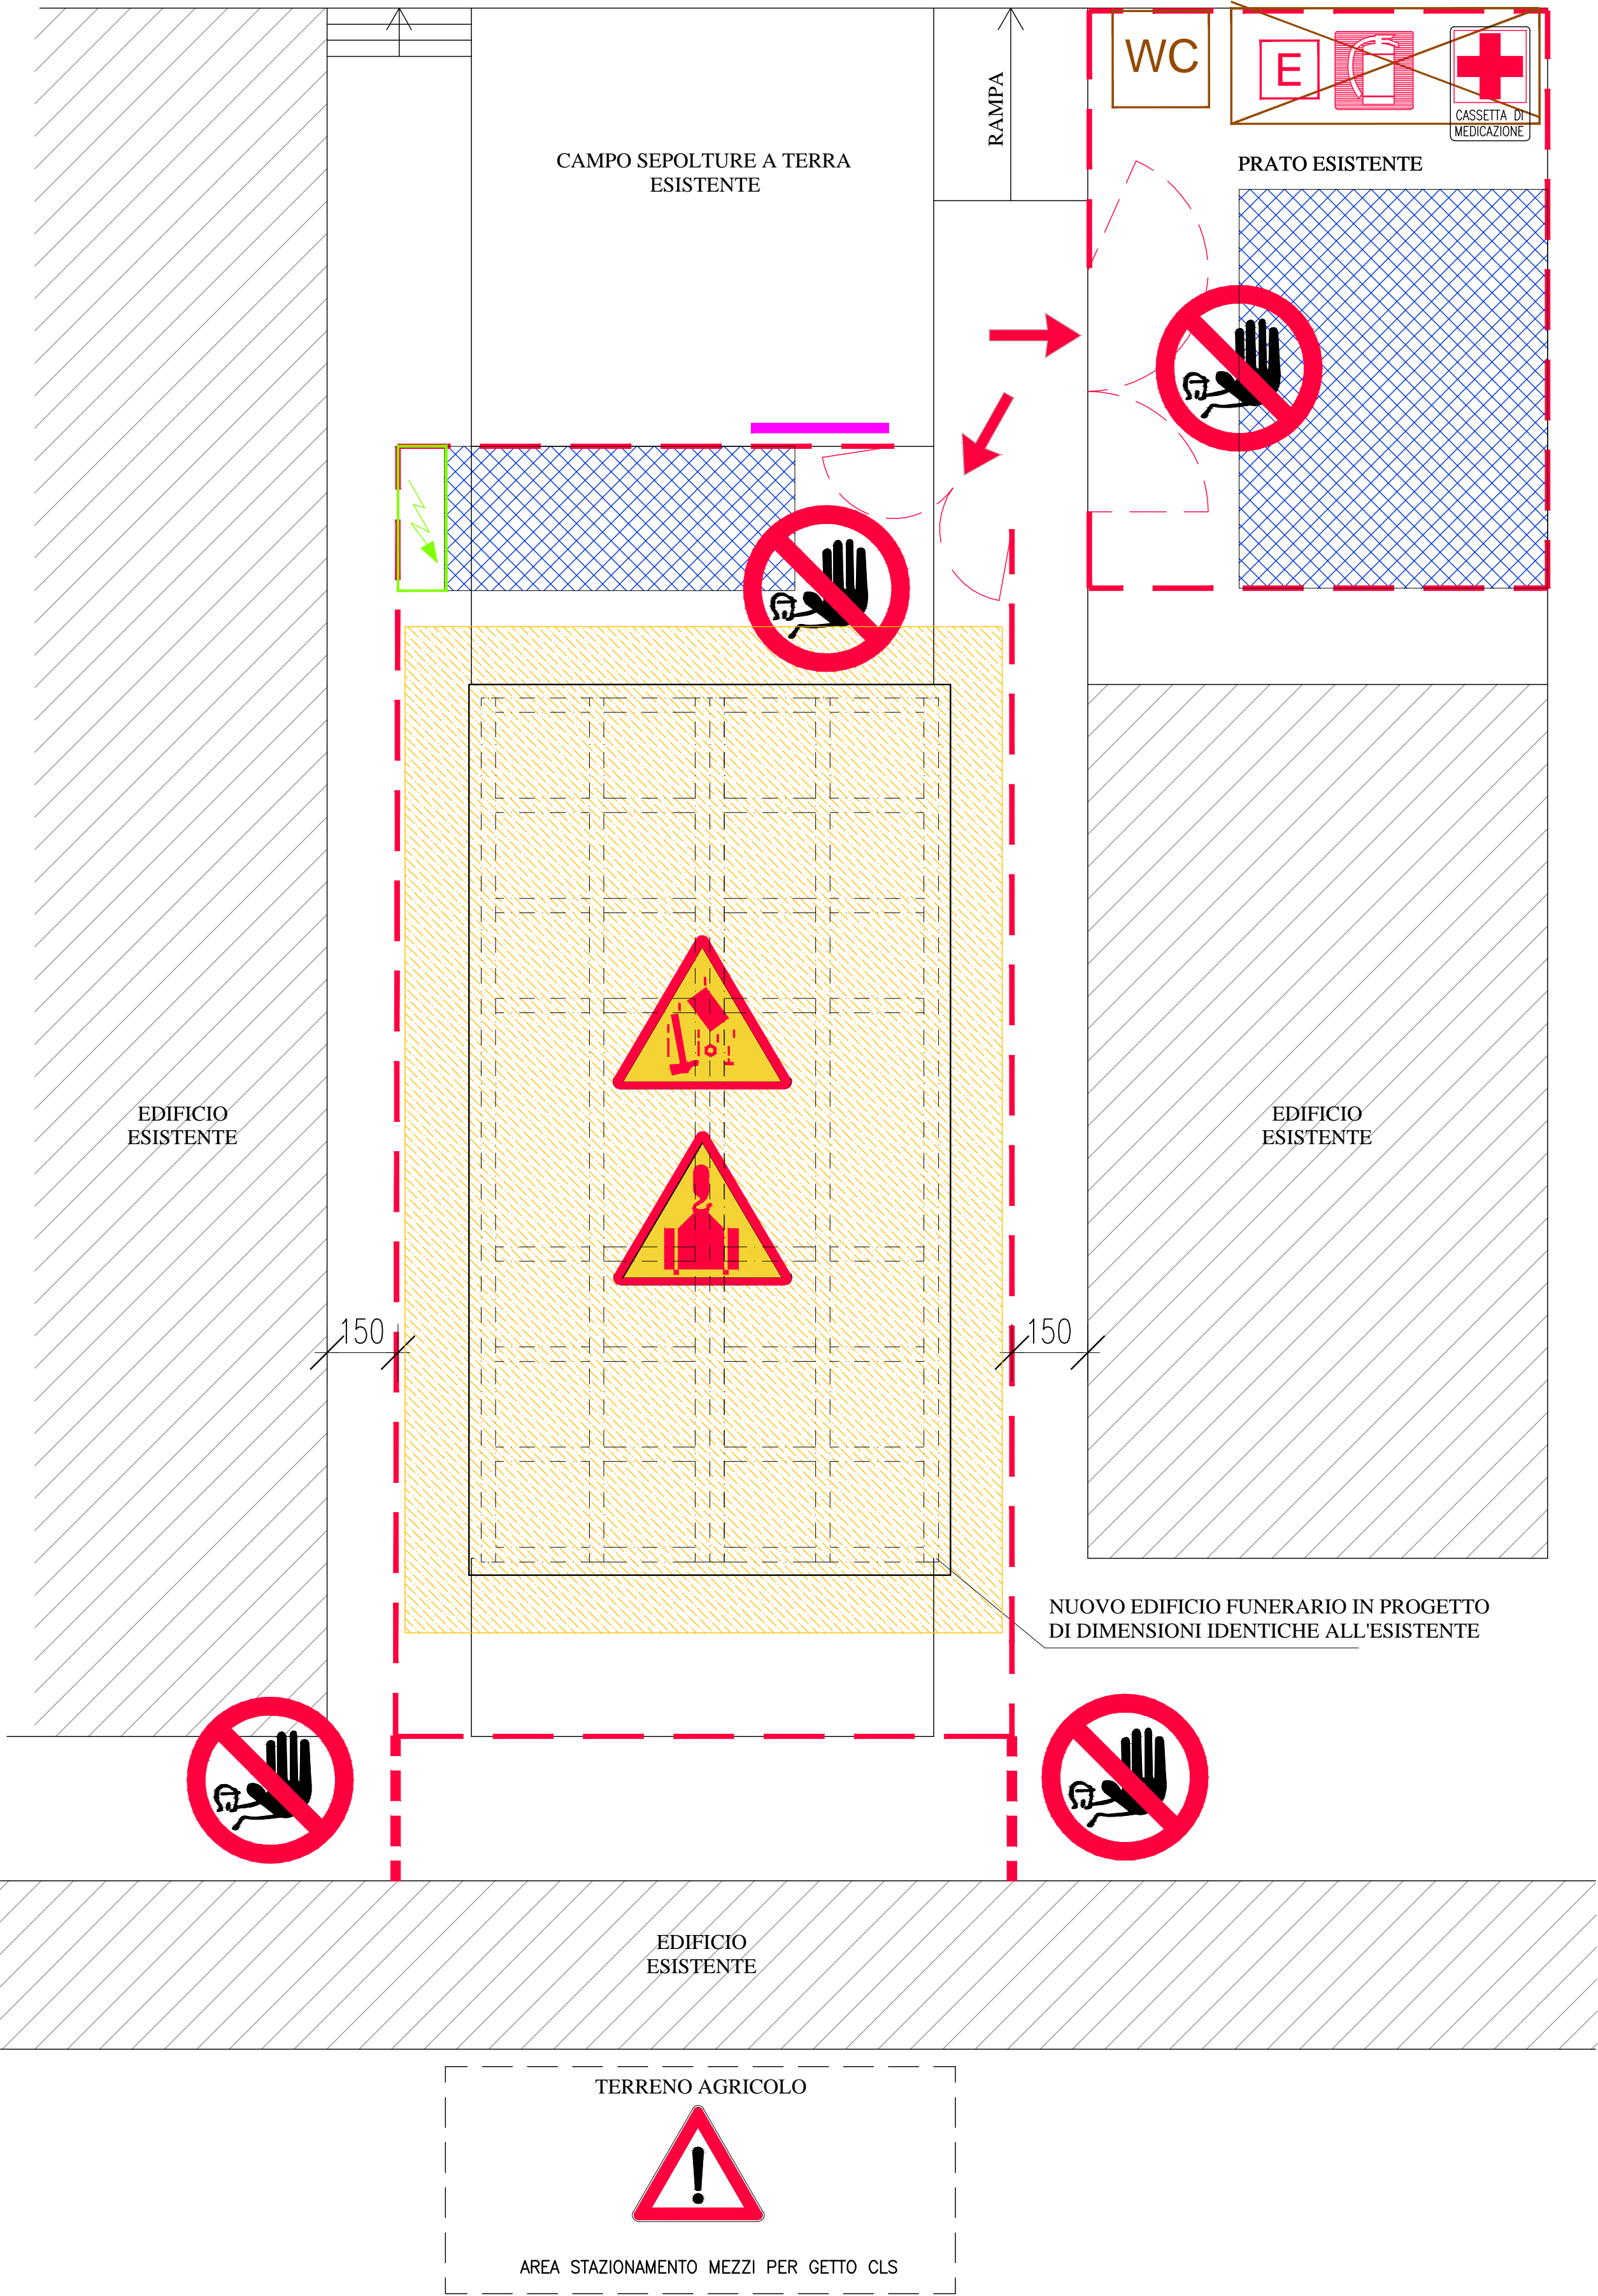 WC
E
CASSETTA DI
MEDICAZIONE
RAMPA
CAMPO SEPOLTURE A TERRA
ESISTENTE
PRATO ESISTENTE
EDIFICIO
ESISTENTE
EDIFICIO
ESISTENTE
150
150
NUOVO EDIFICIO FUNERARIO IN PROGETTO
DI DIMENSIONI IDENTICHE ALL'ESISTENTE
EDIFICIO
ESISTENTE
TERRENO AGRICOLO
AREA STAZIONAMENTO MEZZI PER GETTO CLS